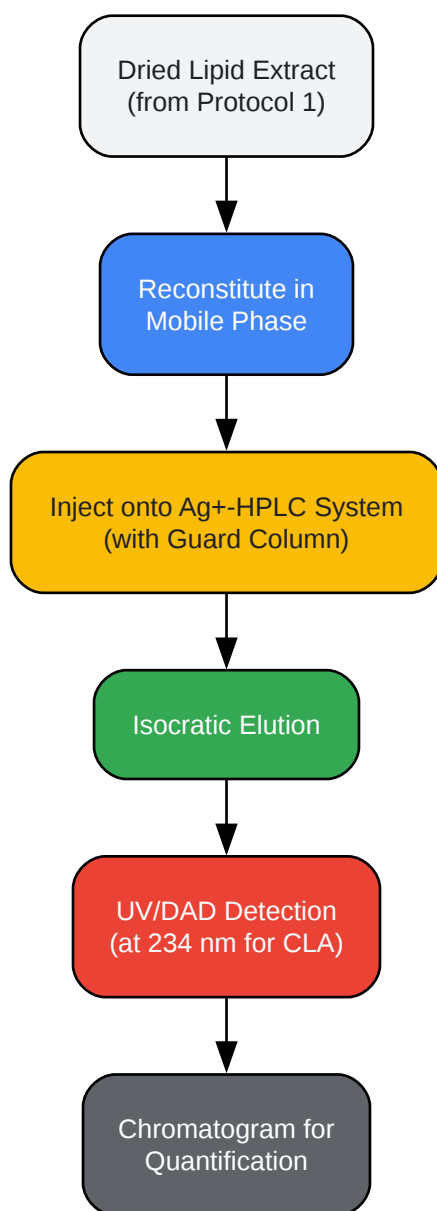 Dried Lipid Extract
(from Protocol 1)
Reconstitute in
Mobile Phase
Inject onto Ag+-HPLC System
(with Guard Column)
Isocratic Elution
UV/DAD Detection
(at 234 nm for CLA)
Chromatogram for
Quantification